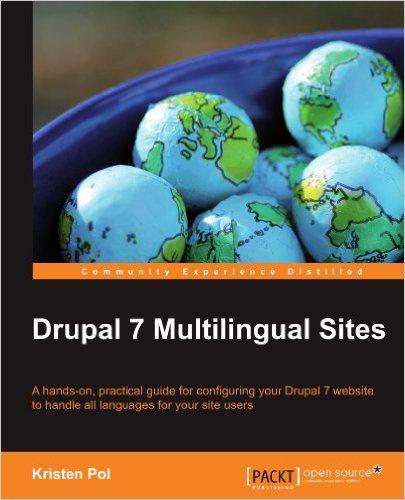 Community Experience Distilled
Drupal 7 Multilingual Sites
A hands-on, practical guide for configuring your Drupal 7 website
to handle all languages for your site users
Kristen Pol
[PACKT] open source*
PUBLISHING